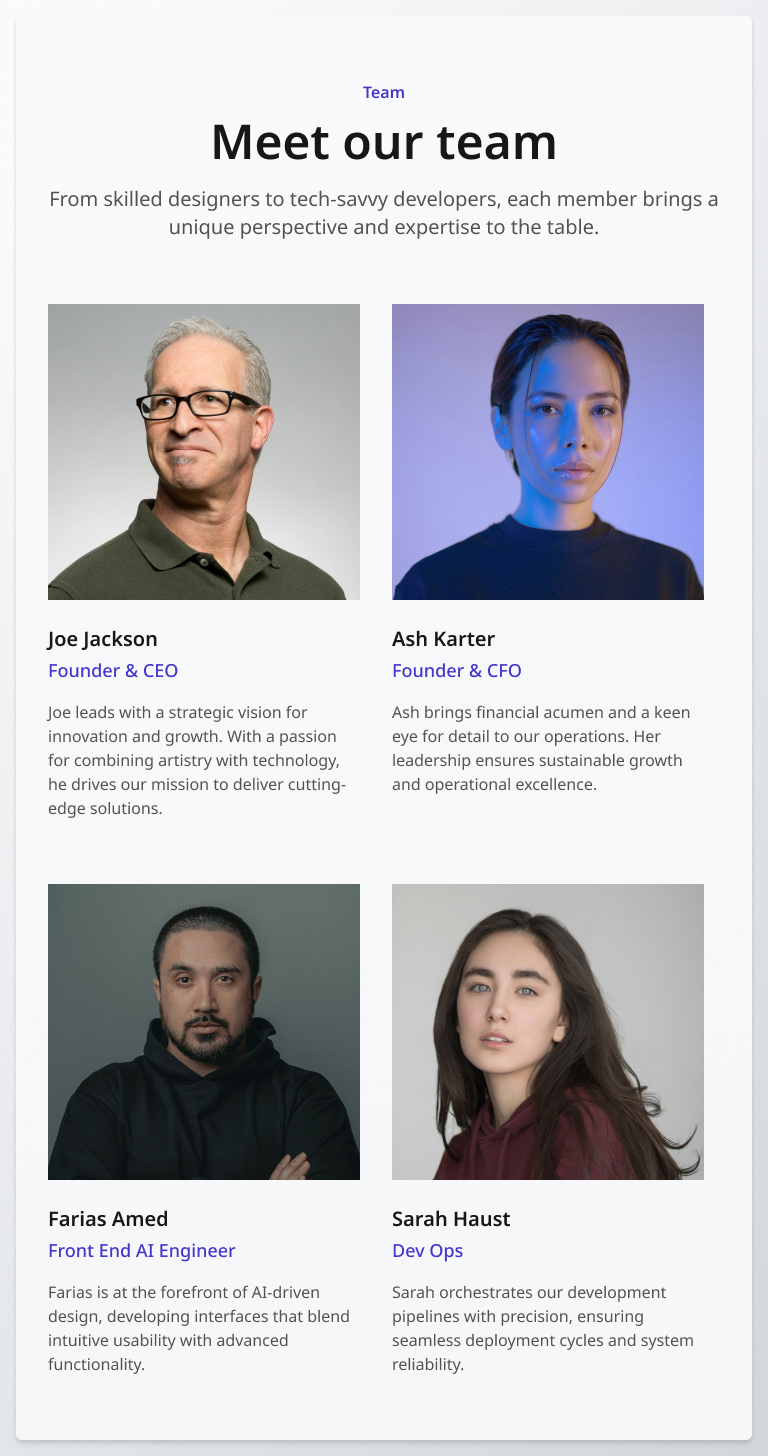 Team
Meet our team
From skilled designers to tech-savvy developers, each member brings a
unique perspective and expertise to the table.
Joe Jackson
Founder & CEO
Joe leads with a strategic vision for
innovation and growth. With a passion
for combining artistry with technology,
he drives our mission to deliver cutting-
edge solutions.
Ash Karter
Founder & CFO
Ash brings financial acumen and a keen
eye for detail to our operations. Her
leadership ensures sustainable growth
and operational excellence.
Farias Amed
Front End AI Engineer
Farias is at the forefront of AI-driven
design, developing interfaces that blend
intuitive usability with advanced
functionality.
Sarah Haust
Dev Ops
Sarah orchestrates our development
pipelines with precision, ensuring
seamless deployment cycles and system
reliability.